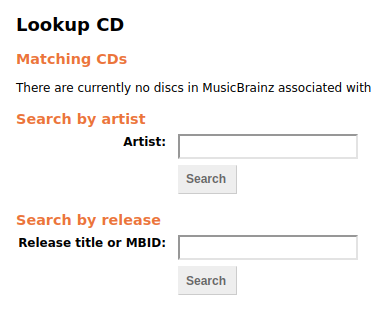 Lookup CD
Matching CDs
There are currently no discs in MusicBrainz associated with
Search by artist
Artist:
Search
Search by release
Release title or MBID:
Search